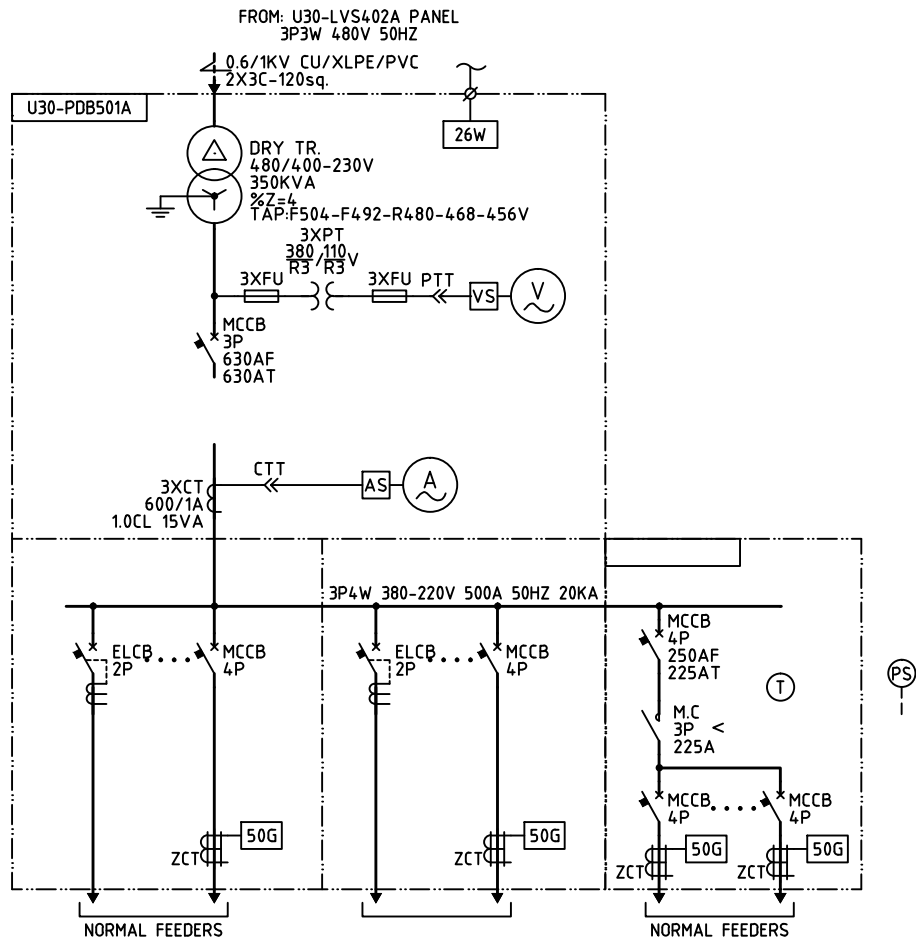 FROM: U30-LVS402A PANEL
3P3W 480V 50HZ
0.6/1KV CU/XLPE/PVC
2X3C-120sq.
U30-PDB501A
26W
DRY TR.
480/400-230V
350KVA
%Z=4
TAP:F504-F492-R480-468-456V
3XPT
380/R3 / 110/R3 V
3XFU
3XFU
PTT
VS
V
MCCB
3P
630AF
630AT
CTT
AS
A
3XCT
600/1A
1.0CL 15VA
3P4W 380-220V 500A 50HZ 20KA
ELCB
2P
MCCB
4P
ELCB
2P
MCCB
4P
MCCB
4P
250AF
225AT
T
PS
M.C
3P <
225A
MCCB
4P
MCCB
4P
50G
ZCT
50G
ZCT
50G
ZCT
50G
ZCT
NORMAL FEEDERS
NORMAL FEEDERS